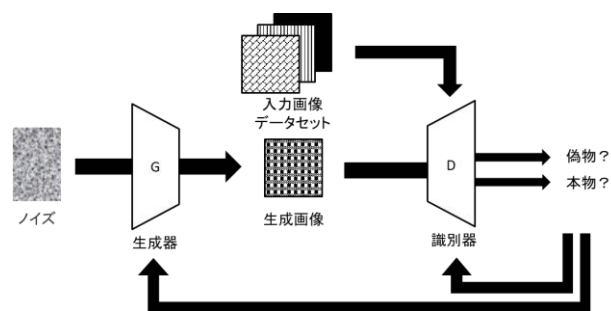 入力画像
データセット
G
D
偽物？
本物？
ノイズ
生成器
生成画像
識別器